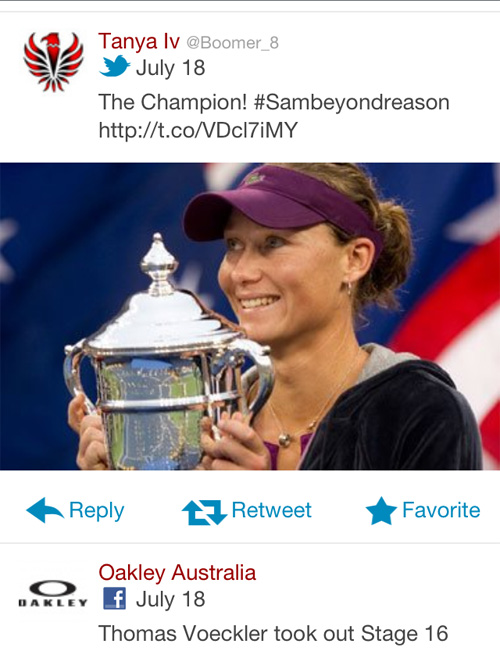 Tanya Iv @Boomer_8
July 18
The Champion! #Sambeyondreason
http://t.co/VDcl7iMY
Reply Retweet Favorite
Oakley Australia
OAKLEY f July 18
Thomas Voeckler took out Stage 16